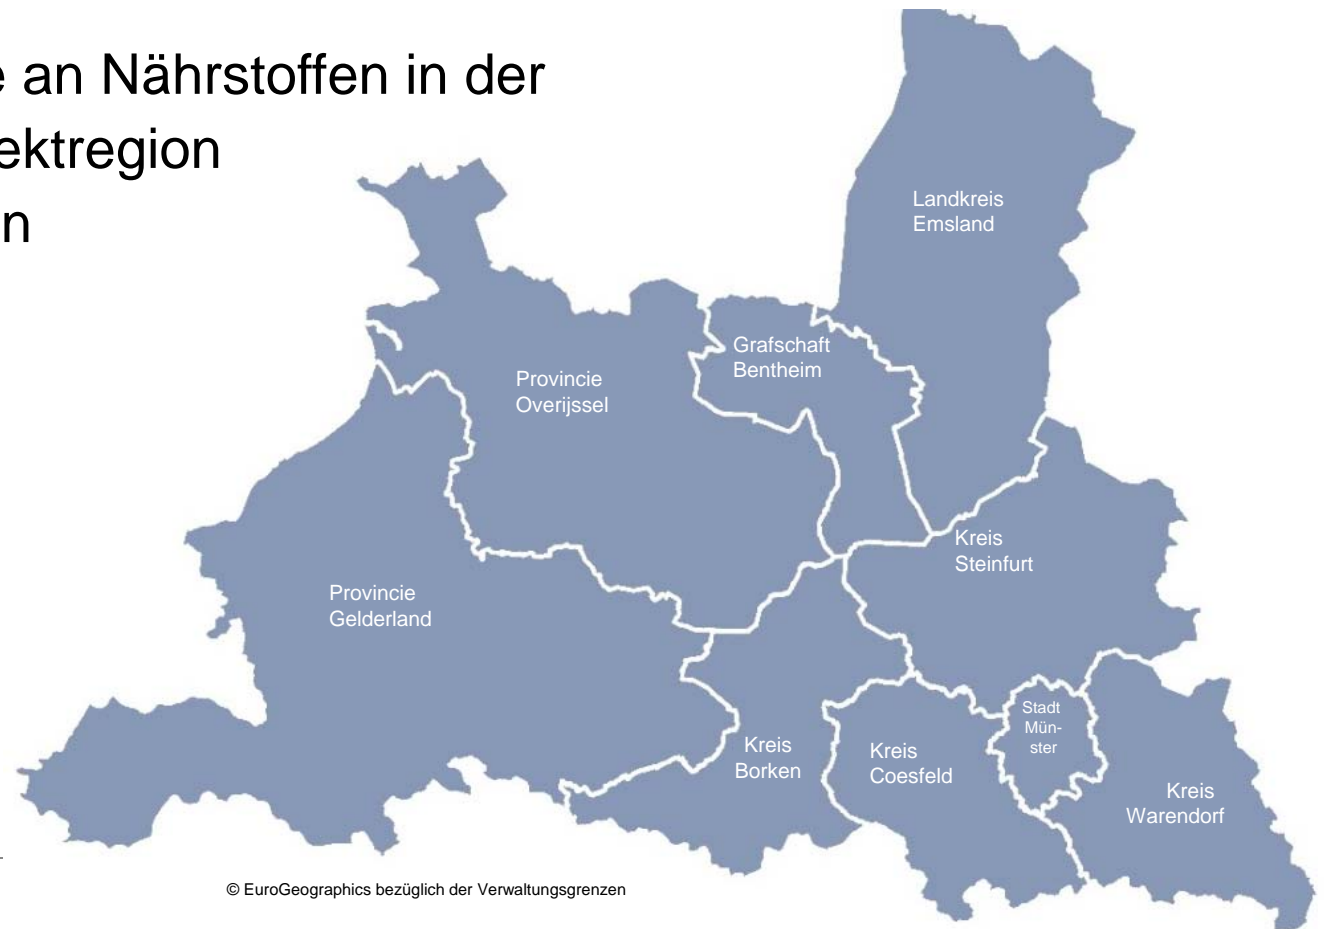 an Nährstoffen in der
ektregion
n
Landkreis
Emsland
Grafschaft
Bentheim
Provincie
Overijssel
Kreis
Steinfurt
Provincie
Gelderland
Stadt
Mün-
ster
Kreis
Borken
Kreis
Coesfeld
Kreis
Warendorf
© EuroGeographics bezüglich der Verwaltungsgrenzen